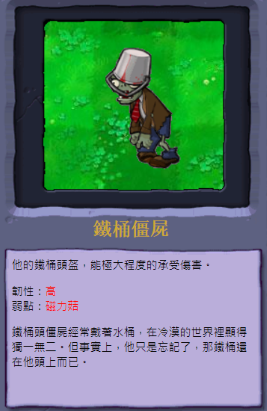 鐵桶僵屍
他的鐵桶頭盔，能極大程度的承受傷害。
韌性：高
弱點：磁力菇
鐵桶頭僵屍經常戴著水桶，在冷漠的世界裡顯得
獨一無二。但事實上，他只是忘記了，那鐵桶還
在他頭上而已。